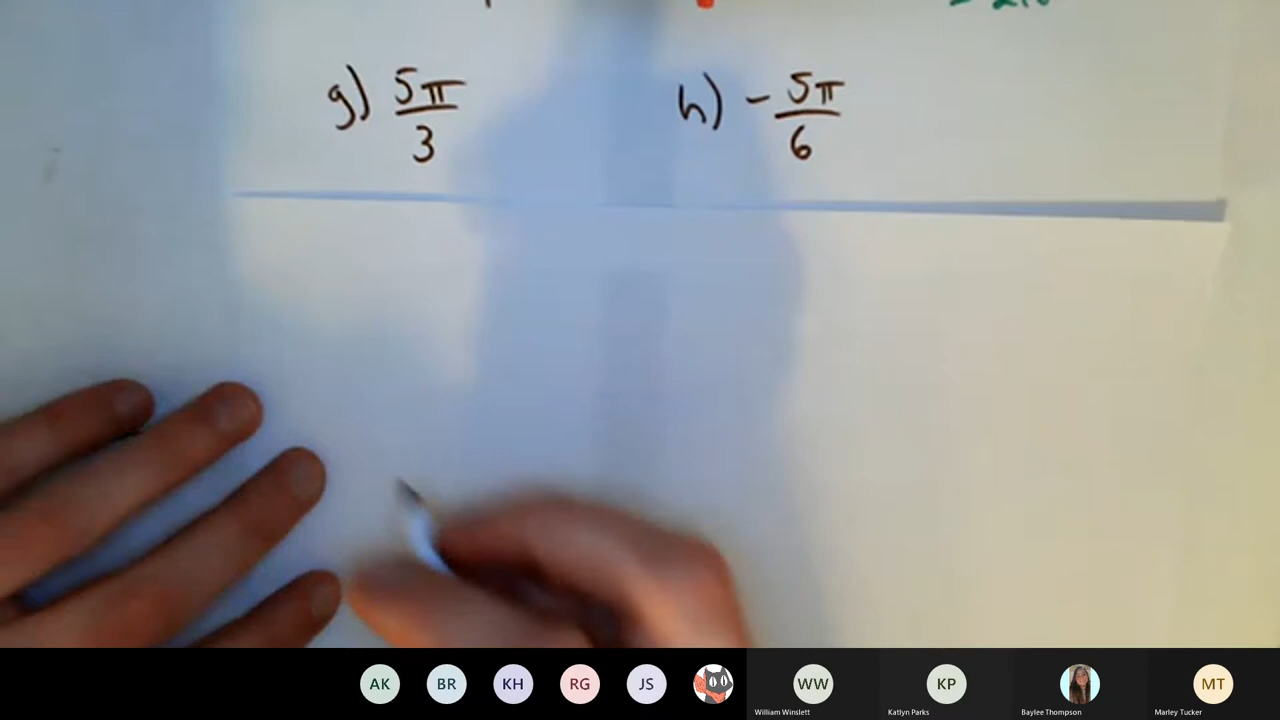 g) 5π/3 h) - 5π/6
AK BR KH RG JS WW KP MT
William Winslett Katlyn Parks Baylee Thompson Marley Tucker